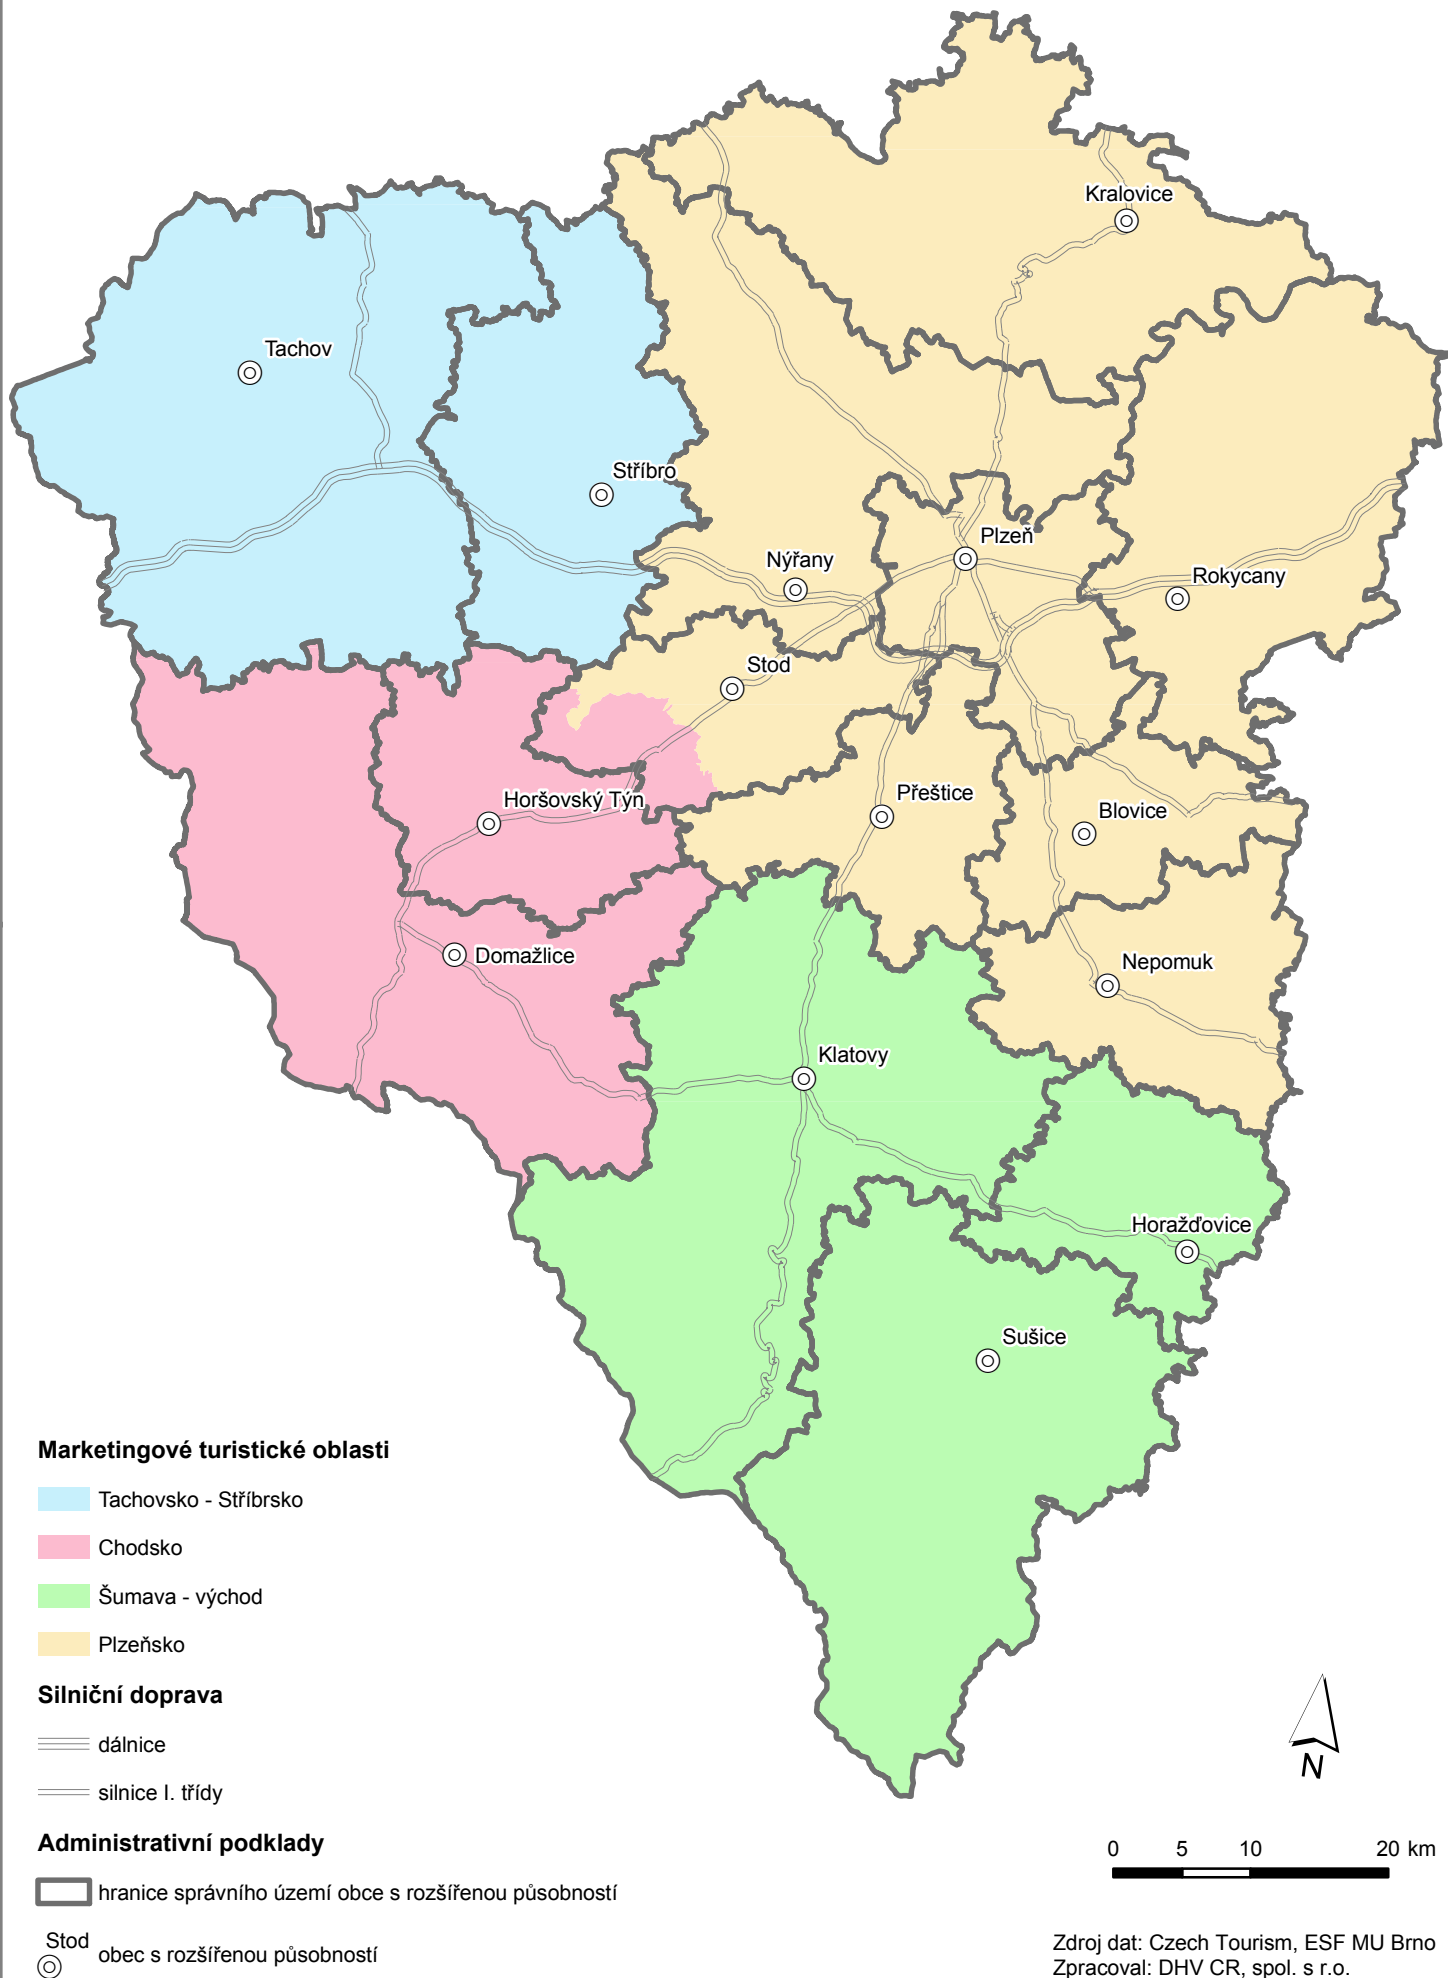 Kralovice
Tachov
Stříbro
Plzeň
Nýřany
Rokycany
Stod
Horšovský Týn
Přeštice
Blovice
Domažlice
Nepomuk
Klatovy
Horažďovice
Sušice
Marketingové turistické oblasti
Tachovsko - Stříbrsko
Chodsko
Šumava - východ
Plzeňsko
Silniční doprava
dálnice
silnice I. třídy
Administrativní podklady
hranice správního území obce s rozšířenou působností
Stod
obec s rozšířenou působností
N
0 5 10 20 km
Zdroj dat: Czech Tourism, ESF MU Brno
Zpracoval: DHV CR, spol. s r.o.